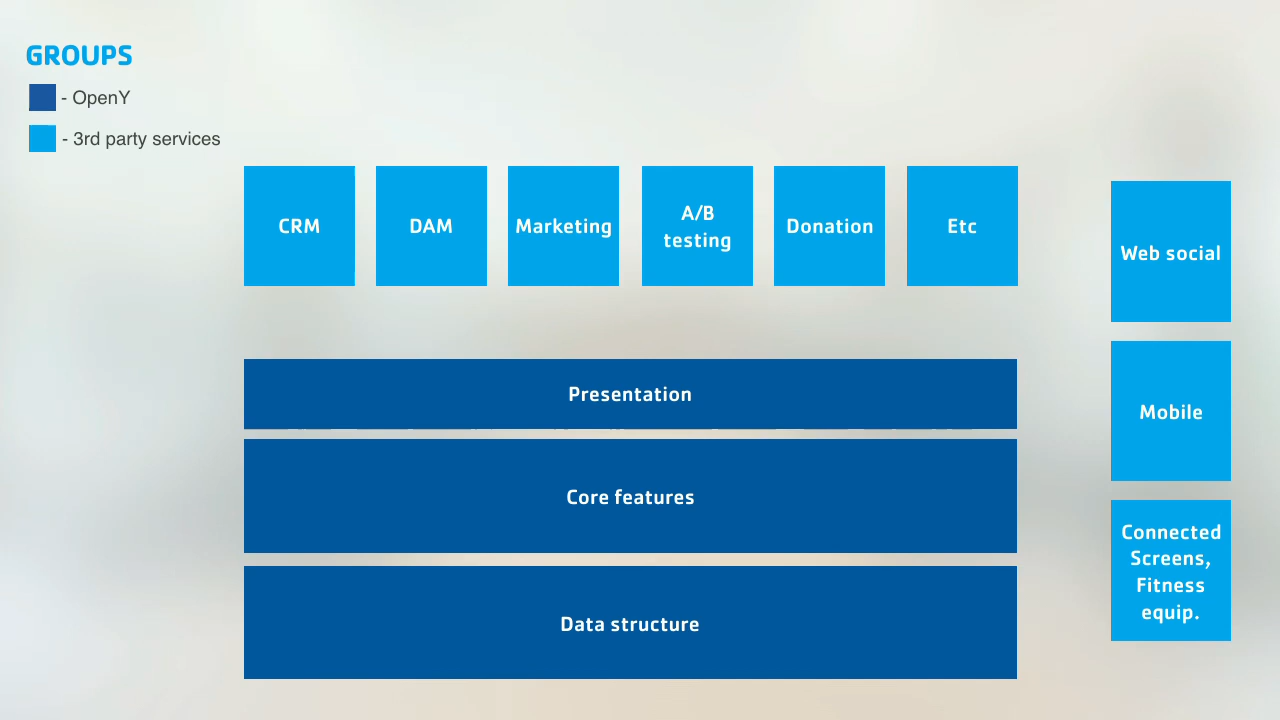 GROUPS
- OpenY
- 3rd party services
CRM
DAM
Marketing
A/B
testing
Donation
Etc
Web social
Presentation
Mobile
Core features
Connected
Screens,
Fitness
equip.
Data structure